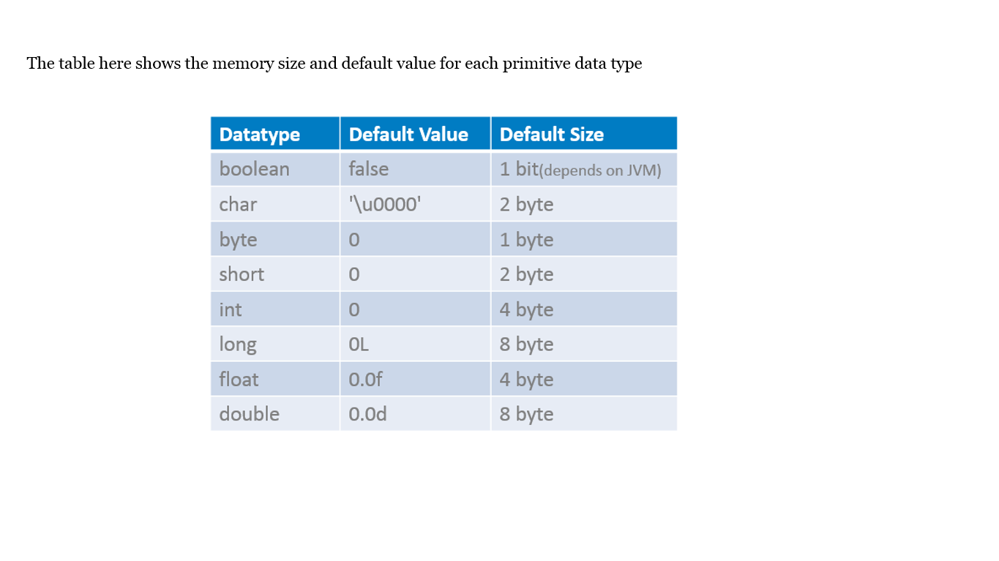 The table here shows the memory size and default value for each primitive data type
Datatype Default Value Default Size
boolean false 1 bit(depends on JVM)
char '\u0000' 2 byte
byte 0 1 byte
short 0 2 byte
int 0 4 byte
long 0L 8 byte
float 0.0f 4 byte
double 0.0d 8 byte